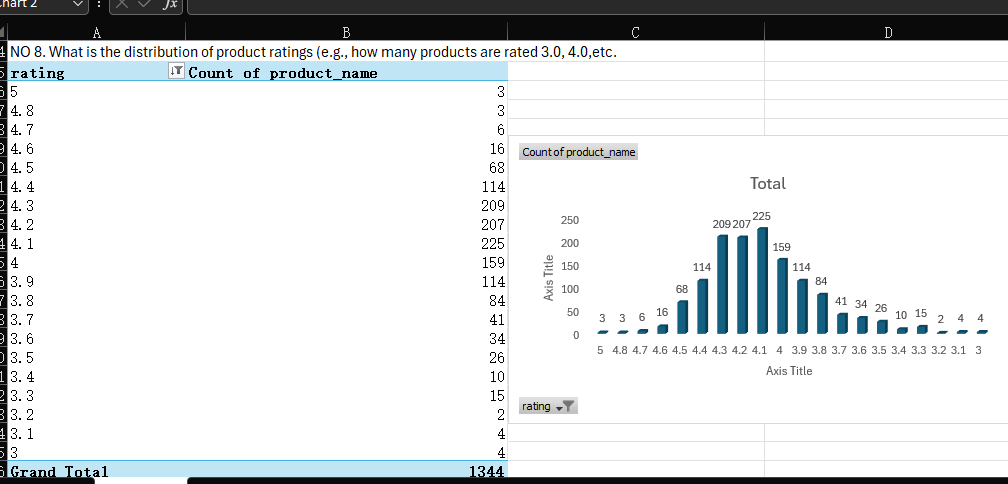 hart 2
fx
A B C D
NO 8. What is the distribution of product ratings (e.g., how many products are rated 3.0, 4.0,etc.
rating Count of product_name
5 3
4.8 3
4.7 6
4.6 16
4.5 68
4.4 114
4.3 209
4.2 207
4.1 225
4 159
3.9 114
3.8 84
3.7 41
3.6 34
3.5 26
3.4 10
3.3 15
3.2 2
3.1 4
3 4
Grand Total 1344
Count of product_name
Total
Axis Title
250
200
150
100
50
0
3 3 6 16 68 114 209 207 225 159 114 84 41 34 26 10 15 2 4 4
5 4.8 4.7 4.6 4.5 4.4 4.3 4.2 4.1 4 3.9 3.8 3.7 3.6 3.5 3.4 3.3 3.2 3.1 3
Axis Title
rating